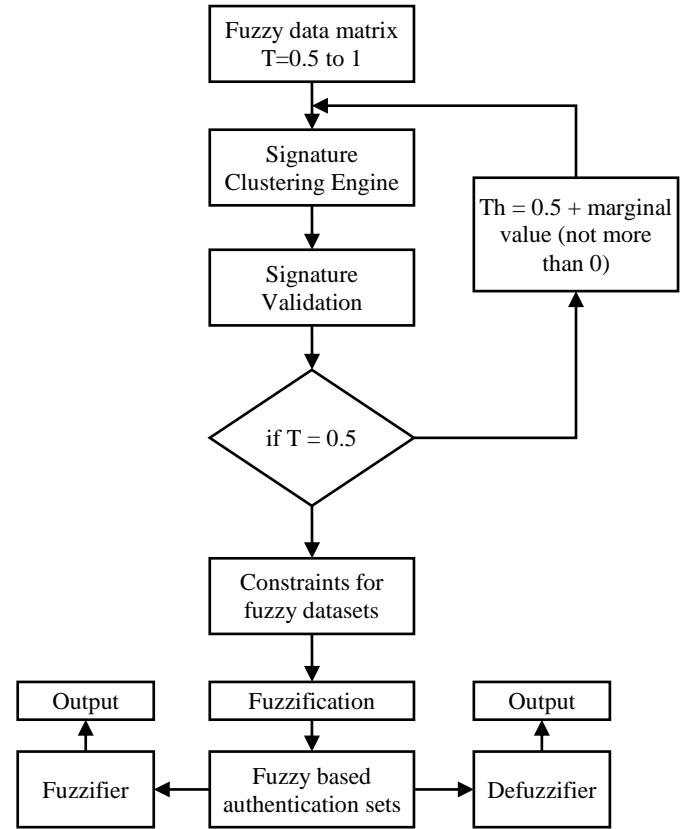 Fuzzy data matrix
T=0.5 to 1
Signature
Clustering Engine
Th = 0.5 + marginal
value (not more
than 0)
Signature
Validation
if T = 0.5
Constraints for
fuzzy datasets
Output
Fuzzification
Output
Fuzzifier
Fuzzy based
authentication sets
Defuzzifier